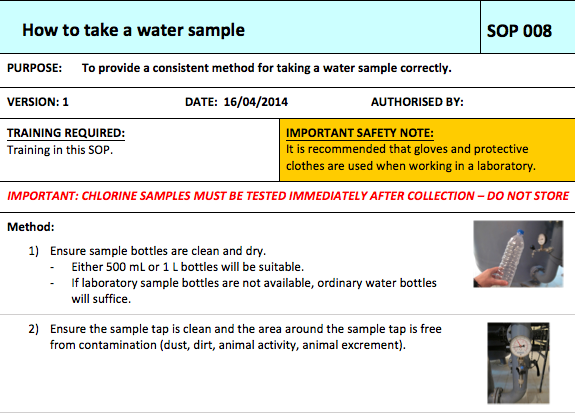 How to take a water sample
SOP 008
PURPOSE: To provide a consistent method for taking a water sample correctly.
VERSION: 1 DATE: 16/04/2014 AUTHORISED BY:
TRAINING REQUIRED:
Training in this SOP.
IMPORTANT SAFETY NOTE:
It is recommended that gloves and protective
clothes are used when working in a laboratory.
IMPORTANT: CHLORINE SAMPLES MUST BE TESTED IMMEDIATELY AFTER COLLECTION – DO NOT STORE
Method:
1) Ensure sample bottles are clean and dry.
- Either 500 mL or 1 L bottles will be suitable.
- If laboratory sample bottles are not available, ordinary water bottles
will suffice.
2) Ensure the sample tap is clean and the area around the sample tap is free
from contamination (dust, dirt, animal activity, animal excrement).